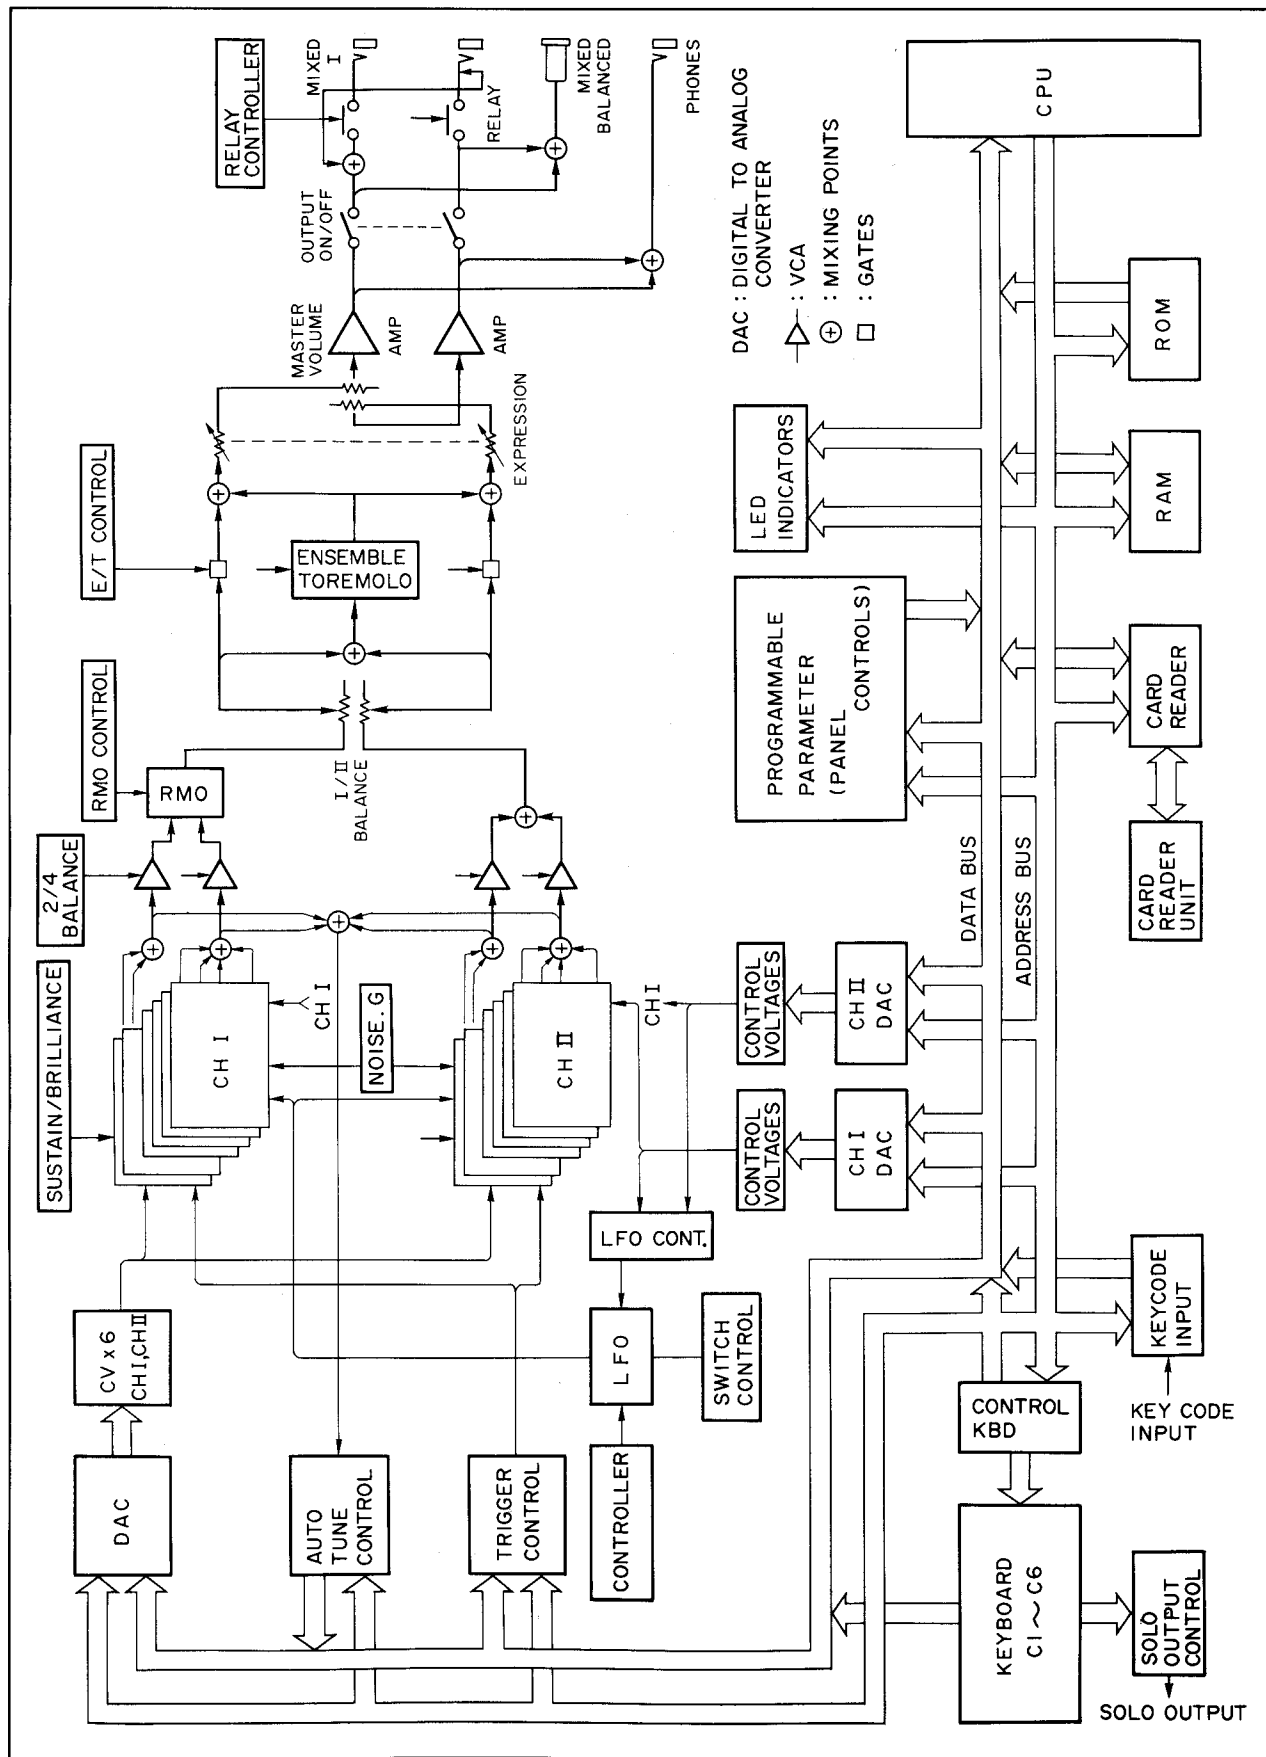 RELAY
CONTROLLER
MIXED
I
RELAY
MIXED
BALANCED
PHONES
OUTPUT
ON/OFF
MASTER
VOLUME
AMP
AMP
EXPRESSION
E/T CONTROL
ENSEMBLE
TOREMOLO
RMO CONTROL
RMO
I/II
BALANCE
2/4
BALANCE
SUSTAIN/BRILLIANCE
CH I
CH I
NOISE.G
CH II
CV x 6
CHI,CHII
DAC
AUTO
TUNE
CONTROL
TRIGGER
CONTROL
CONTROLLER
LFO
LFO CONT.
SWITCH
CONTROL
CH I
CONTROL
VOLTAGES
CONTROL
VOLTAGES
CH II
DAC
CH I
DAC
DAC : DIGITAL TO ANALOG
CONVERTER
: VCA
: MIXING POINTS
: GATES
LED
INDICATORS
PROGRAMMABLE
PARAMETER
(PANEL
CONTROLS)
DATA BUS
ADDRESS BUS
CPU
ROM
RAM
CARD
READER
CARD
READER
UNIT
KEYCODE
INPUT
KEY CODE
INPUT
CONTROL
KBD
KEYBOARD
C1～C6
SOLO
OUTPUT
CONTROL
SOLO OUTPUT